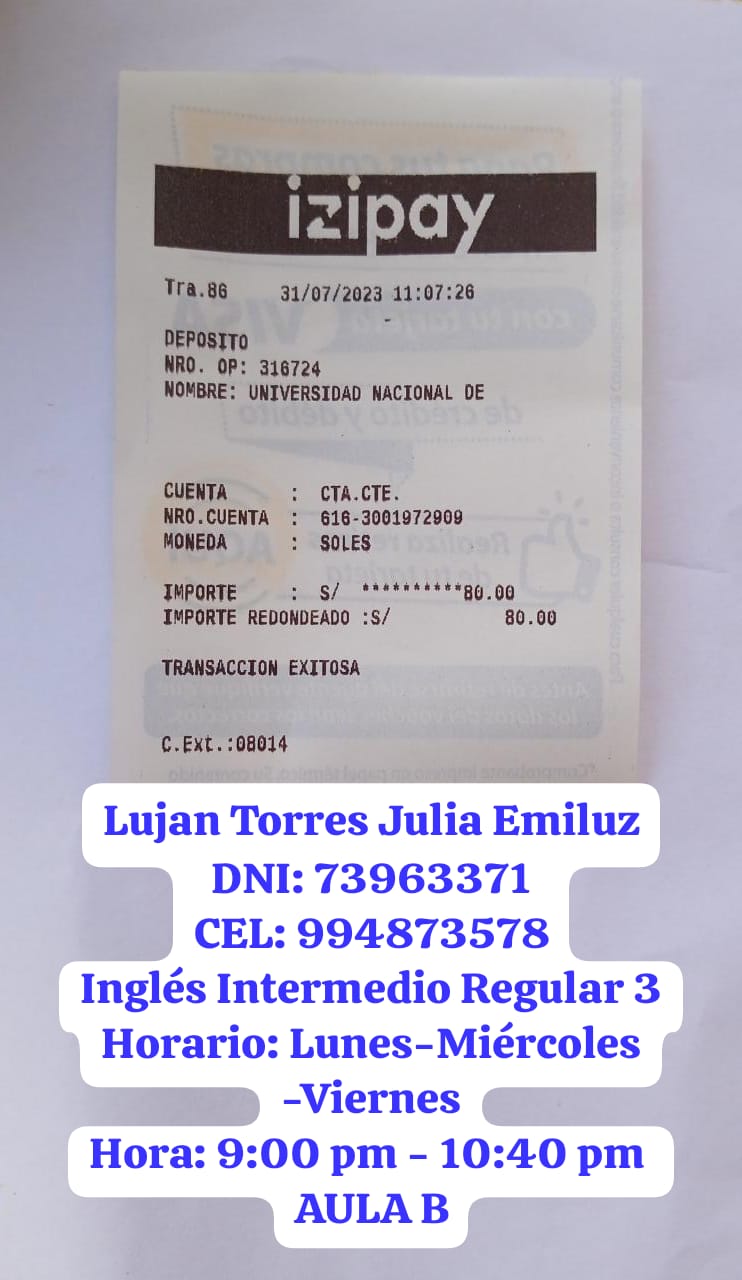 izipay
Tra.86 31/07/2023 11:07:26
-
DEPOSITO
NRO. OP: 316724
NOMBRE: UNIVERSIDAD NACIONAL DE
CUENTA : CTA.CTE.
NRO.CUENTA : 616-3001972909
MONEDA : SOLES
IMPORTE : S/ **********80.00
IMPORTE REDONDEADO :S/ 80.00
TRANSACCION EXITOSA
C.Ext.:08014
Lujan Torres Julia Emiluz
DNI: 73963371
CEL: 994873578
Inglés Intermedio Regular 3
Horario: Lunes-Miércoles
-Viernes
Hora: 9:00 pm - 10:40 pm
AULA B